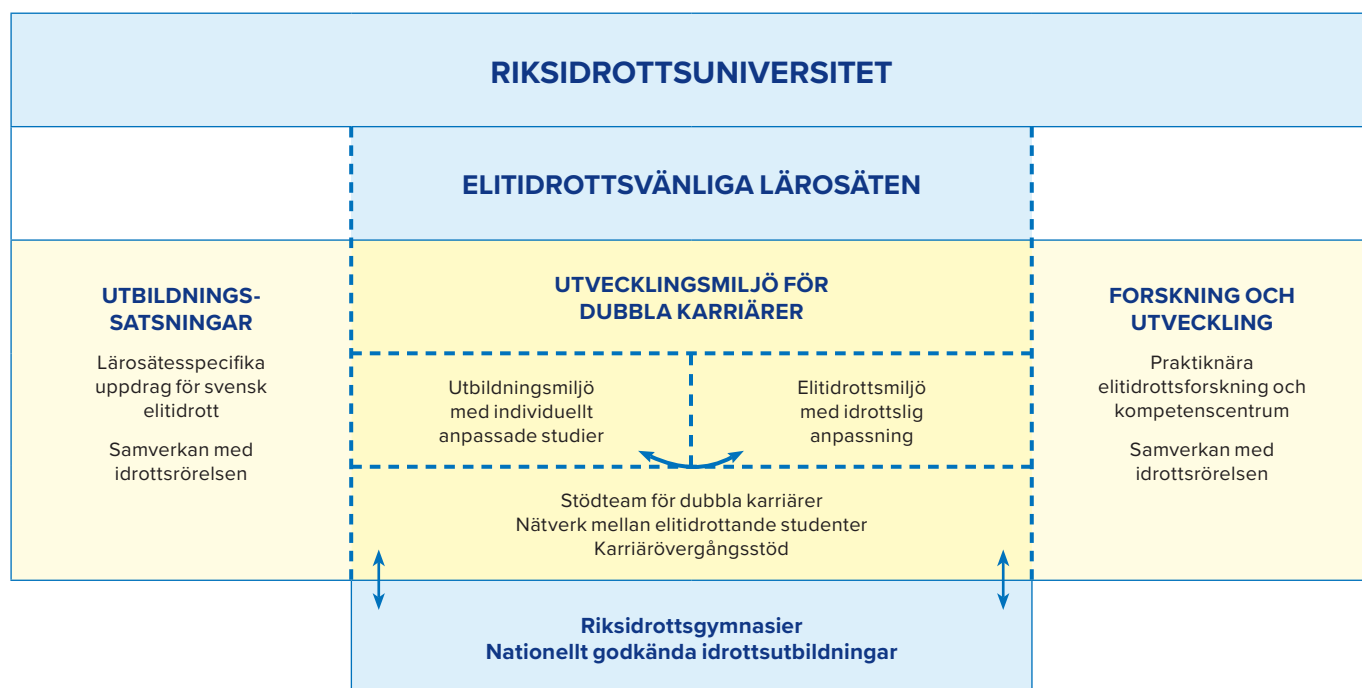 RIKSIDROTTSUNIVERSITET
ELITIDROTTSVÄNLIGA LÄROSÄTEN
UTBILDNINGS-
SATSNINGAR
Lärosätesspecifika
uppdrag för svensk
elitidrott
Samverkan med
idrottsrörelsen
UTVECKLINGSMILJÖ FÖR
DUBBLA KARRIÄRER
Utbildningsmiljö
med individuellt
anpassade studier
Elitidrottsmiljö
med idrottslig
anpassning
Stödteam för dubbla karriärer
Nätverk mellan elitidrottande studenter
Karriärövergångsstöd
FORSKNING OCH
UTVECKLING
Praktiknära
elitidrottsforskning och
kompetenscentrum
Samverkan med
idrottsrörelsen
Riksidrottsgymnasier
Nationellt godkända idrottsutbildningar